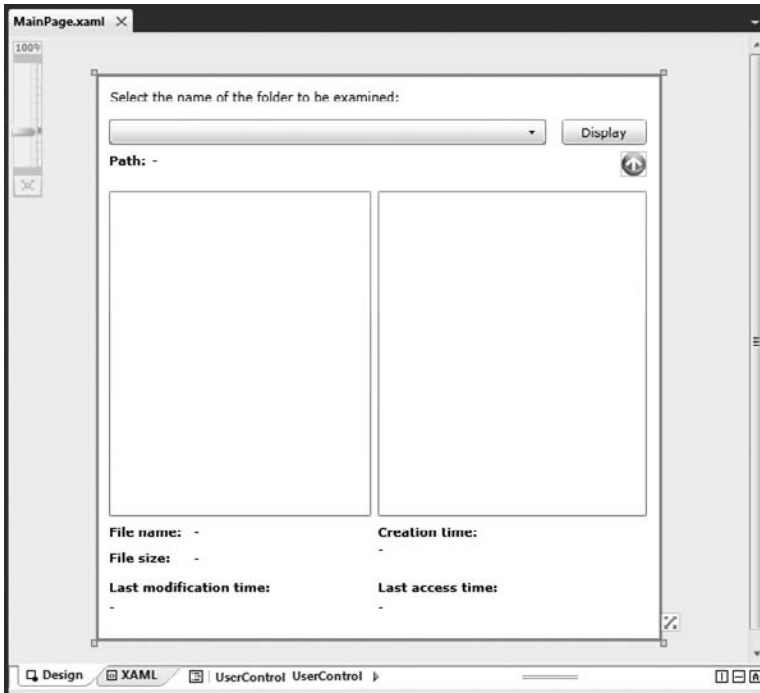 MainPage.xaml
100%
Select the name of the folder to be examined:
Display
Path: -
File name: -
Creation time:
-
File size: -
Last modification time:
-
Last access time:
-
Design
XAML
UserControl UserControl